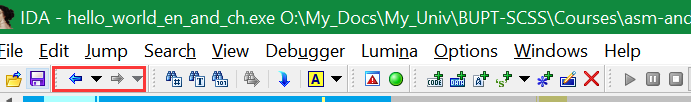 IDA - hello_world_en_and_ch.exe O:\My_Docs\My_Univ\BUPT-SCSS\Courses\asm-and
File Edit Jump Search View Debugger Lumina Options Windows Help